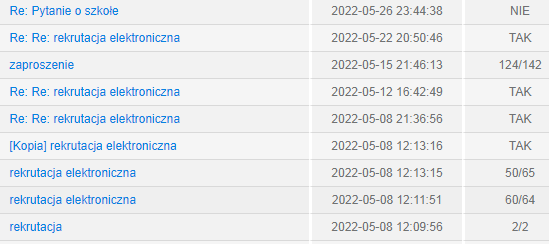 Re: Pytanie o szkołe 2022-05-26 23:44:38 NIE
Re: Re: rekrutacja elektroniczna 2022-05-22 20:50:46 TAK
zaproszenie 2022-05-15 21:46:13 124/142
Re: Re: rekrutacja elektroniczna 2022-05-12 16:42:49 TAK
Re: Re: rekrutacja elektroniczna 2022-05-08 21:36:56 TAK
[Kopia] rekrutacja elektroniczna 2022-05-08 12:13:16 TAK
rekrutacja elektroniczna 2022-05-08 12:13:15 50/65
rekrutacja elektroniczna 2022-05-08 12:11:51 60/64
rekrutacja 2022-05-08 12:09:56 2/2